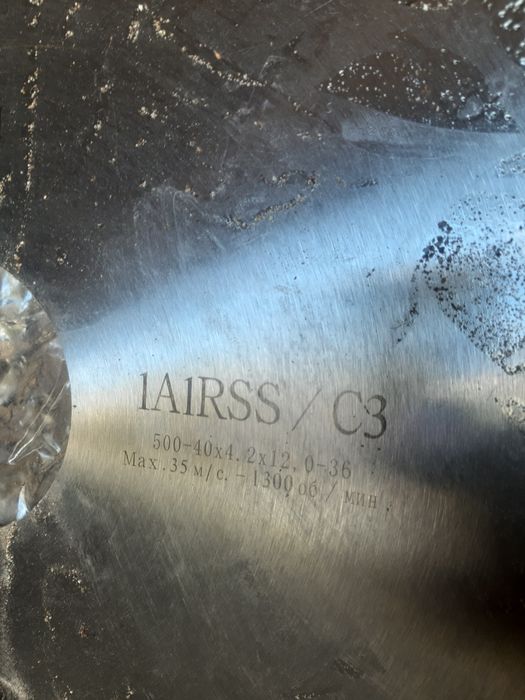 1A1RSS / C3
500-40x4.2x12.0-36
Max.35 м/с.-1300 об / мин.